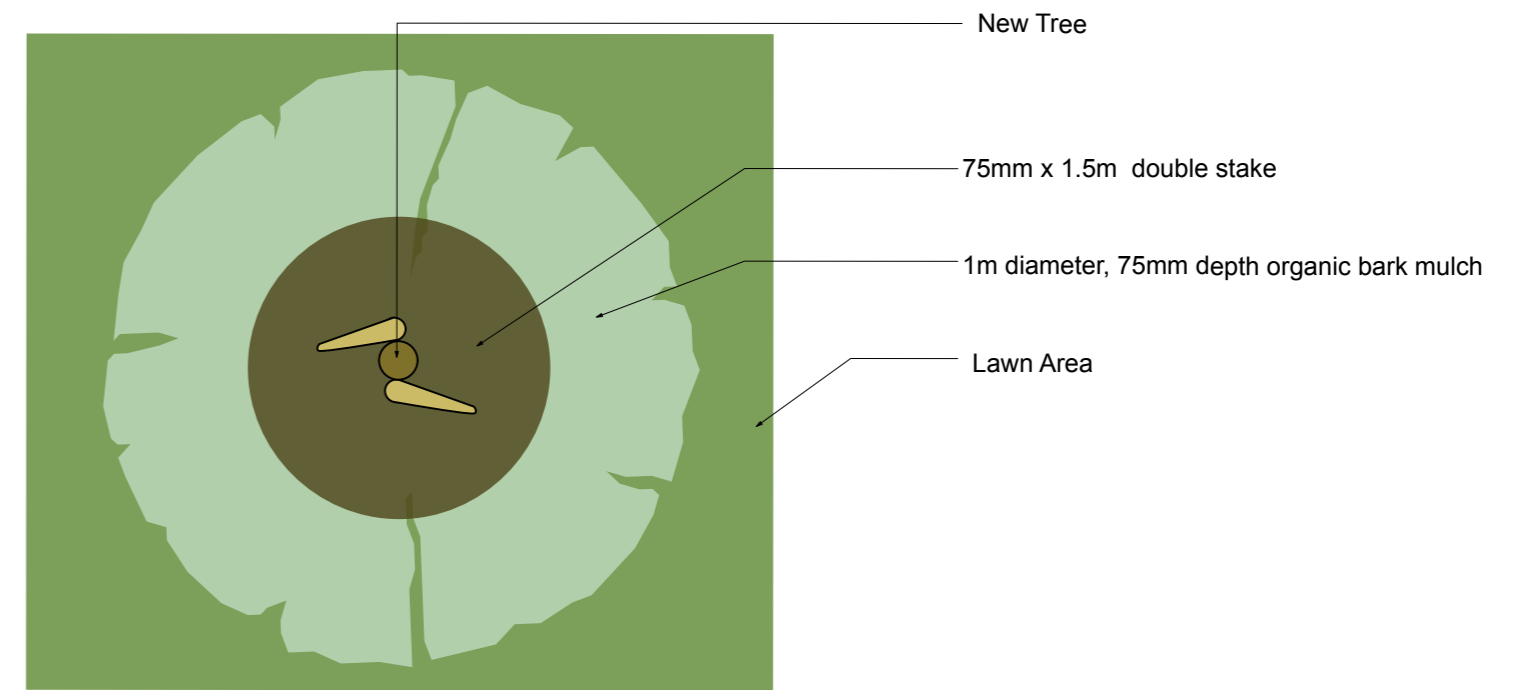 New Tree
75mm x 1.5m double stake
1m diameter, 75mm depth organic bark mulch
Lawn Area